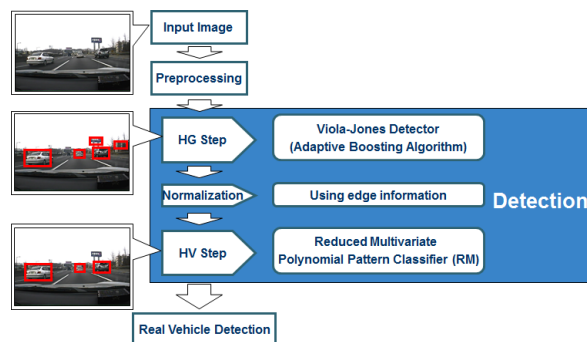 Input Image
Preprocessing
HG Step
Viola-Jones Detector
(Adaptive Boosting Algorithm)
Normalization
Using edge information
Detection
HV Step
Reduced Multivariate
Polynomial Pattern Classifier (RM)
Real Vehicle Detection